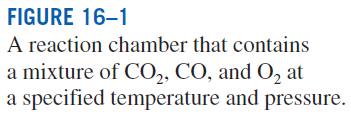 FIGURE 16–1
A reaction chamber that contains
a mixture of CO₂, CO, and O₂ at
a specified temperature and pressure.